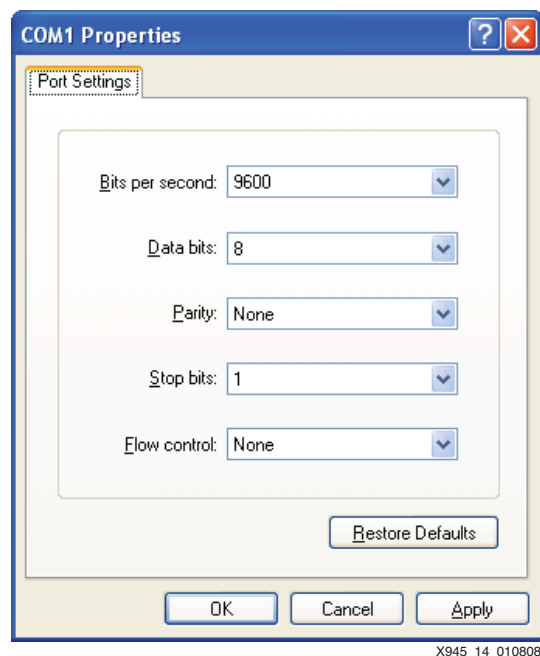 COM1 Properties
Port Settings
Bits per second: 9600
Data bits: 8
Parity: None
Stop bits: 1
Flow control: None
Restore Defaults
OK Cancel Apply
X945_14_010808